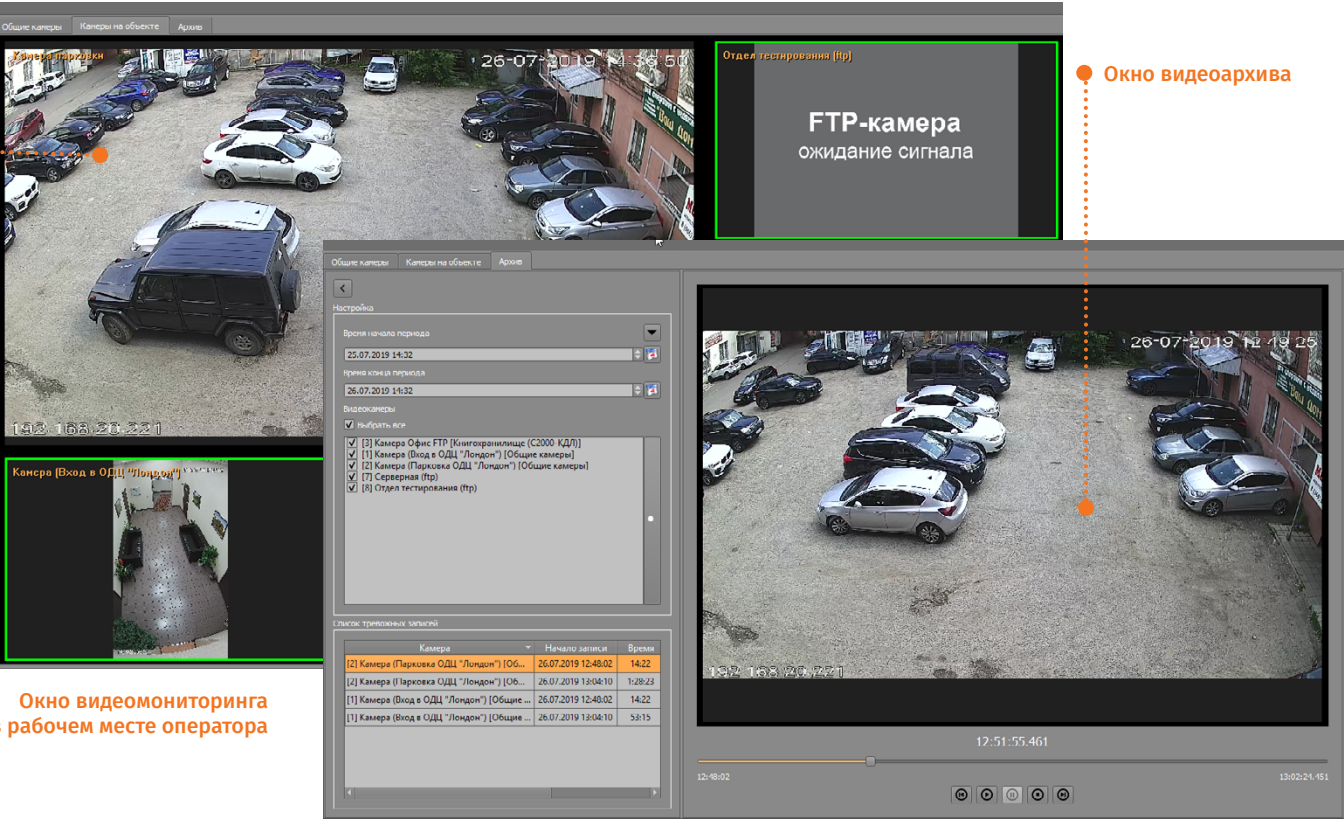 Общие камеры
Камеры на объекте
Архив
Камера парковки
26-07-2019 14 36 50
192 168 20 221
Отдел тестирования (ftp)
FTP-камера
ожидание сигнала
Окно видеоархива
Камера (Вход в ОДЦ "Лондон")
Окно видеомониторинга
рабочем месте оператора
Общие камеры
Камеры на объекте
Архив
Настройка
Время начала периода
25.07.2019 14:32
Время конца периода
26.07.2019 14:32
Видеокамеры
Выбрать все
[3] Камера Офис FTP [Книгохранилище (С2000-КДЛ)]
[1] Камера (Вход в ОДЦ "Лондон") [Общие камеры]
[2] Камера (Парковка ОДЦ "Лондон") [Общие камеры]
[7] Серверная (ftp)
[8] Отдел тестирования (ftp)
Список тревожных записей
Камера Начало записи Время
[2] Камера (Парковка ОДЦ "Лондон") [Об... 26.07.2019 12:48:02 14:22
[2] Камера (Парковка ОДЦ "Лондон") [Об... 26.07.2019 13:04:10 1:28:23
[1] Камера (Вход в ОДЦ "Лондон") [Общие ... 26.07.2019 12:48:02 14:22
[1] Камера (Вход в ОДЦ "Лондон") [Общие ... 26.07.2019 13:04:10 53:15
26-07-2019 12 49 25
Ваш Дом
192 168 20 221
12:51:55.461
12:48:02
13:02:24.451